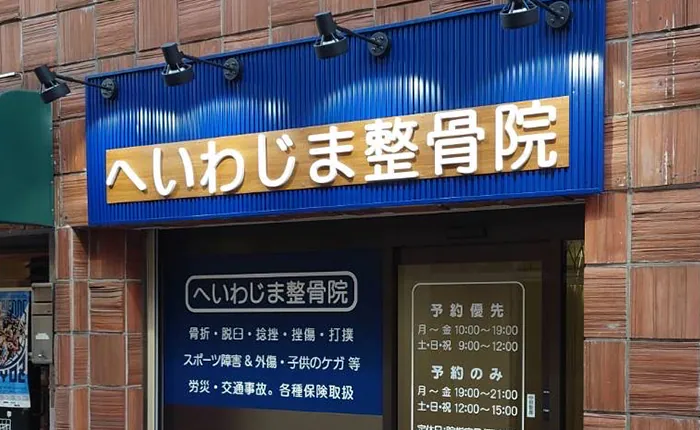 へいわじま整骨院
へいわじま整骨院
骨折・脱臼・捻挫・挫傷・打撲
スポーツ障害&外傷・子供のケガ 等
労災・交通事故。各種保険取扱
予約優先
月～金 10:00～19:00
土・日・祝 9:00～12:00
予約のみ
月～金 19:00～21:00
土・日・祝 12:00～15:00